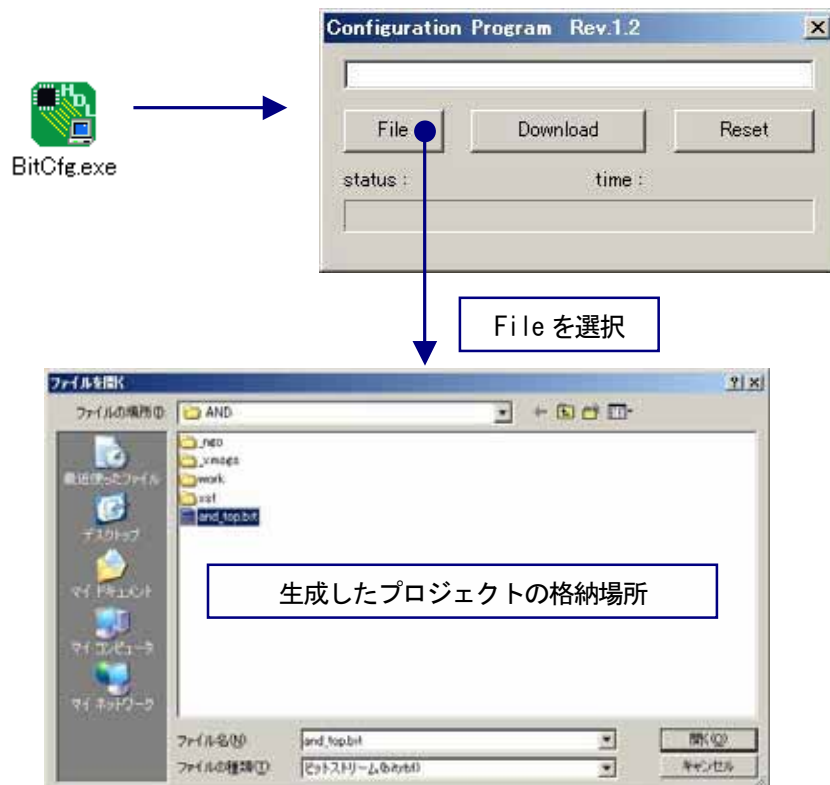 Configuration Program Rev.1.2
BitCfg.exe
File
Download
Reset
status :
time :
Fileを選択
ファイルを開く
ファイルの場所(I)
AND
_ngo
_xmsgs
work
xst
and_top.bit
最近使ったファイル
デスクトップ
マイ ドキュメント
マイ コンピュータ
マイ ネットワーク
生成したプロジェクトの格納場所
ファイル名(N)
and_top.bit
開く(O)
ファイルの種類(T)
キャンセル